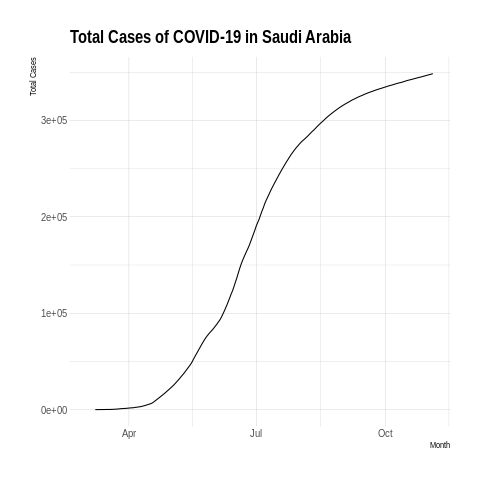 Total Cases of COVID-19 in Saudi Arabia
Total Cases
3e+05
2e+05
1e+05
0e+00
Apr Jul Oct
Month